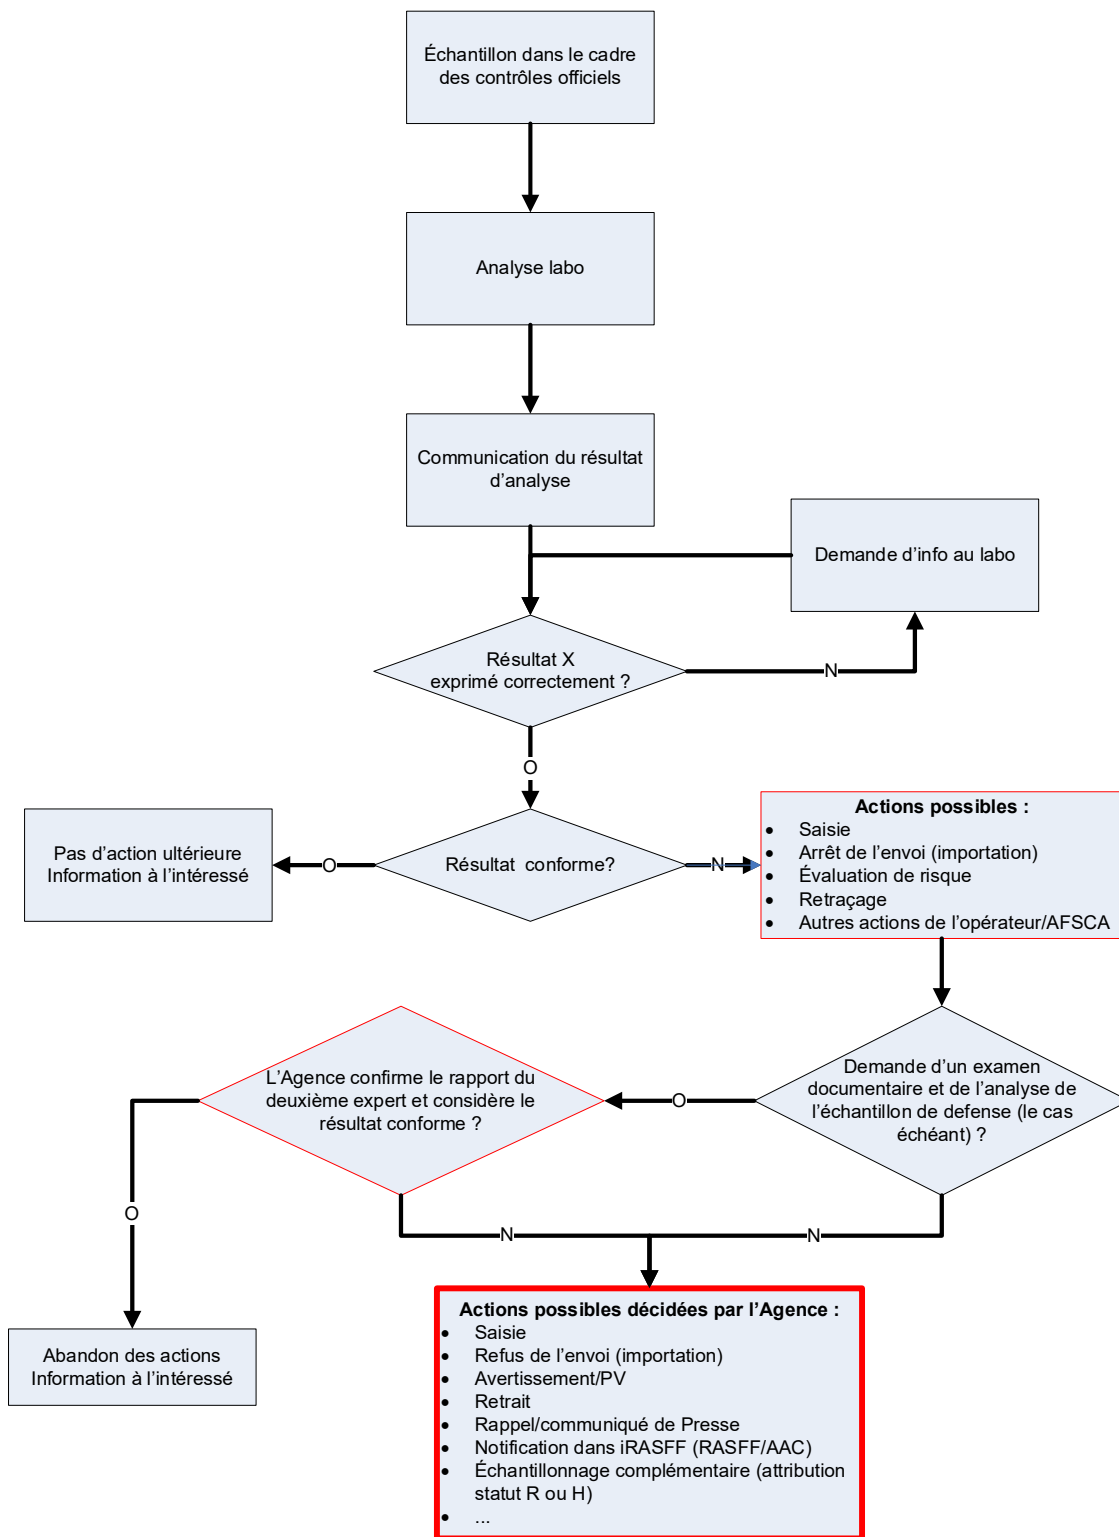 Échantillon dans le cadre
des contrôles officiels
Analyse labo
Communication du résultat
d’analyse
Demande d’info au labo
Résultat X
exprimé correctement ?
N
O
Pas d’action ultérieure
Information à l’intéressé
O
Résultat conforme?
N
Actions possibles :
• Saisie
• Arrêt de l’envoi (importation)
• Évaluation de risque
• Retraçage
• Autres actions de l’opérateur/AFSCA
L’Agence confirme le rapport du
deuxième expert et considère le
résultat conforme ?
O
Demande d’un examen
documentaire et de l’analyse de
l’échantillon de defense (le cas
échéant) ?
O
N
N
Abandon des actions
Information à l’intéressé
Actions possibles décidées par l’Agence :
• Saisie
• Refus de l’envoi (importation)
• Avertissement/PV
• Retrait
• Rappel/communiqué de Presse
• Notification dans iRASFF (RASFF/AAC)
• Échantillonnage complémentaire (attribution
statut R ou H)
• ...